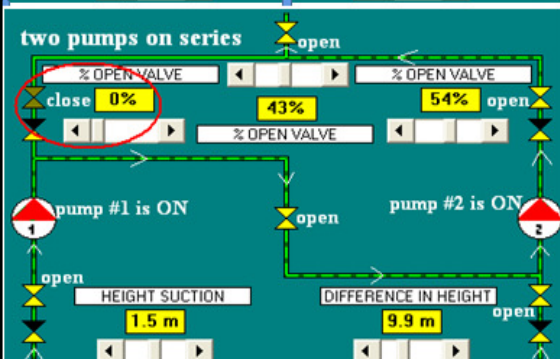 two pumps on series
open
% OPEN VALVE
% OPEN VALVE
close
0%
43%
54%
open
% OPEN VALVE
pump #1 is ON
open
pump #2 is ON
1
2
open
HEIGHT SUCTION
DIFFERENCE IN HEIGHT
open
1.5 m
9.9 m